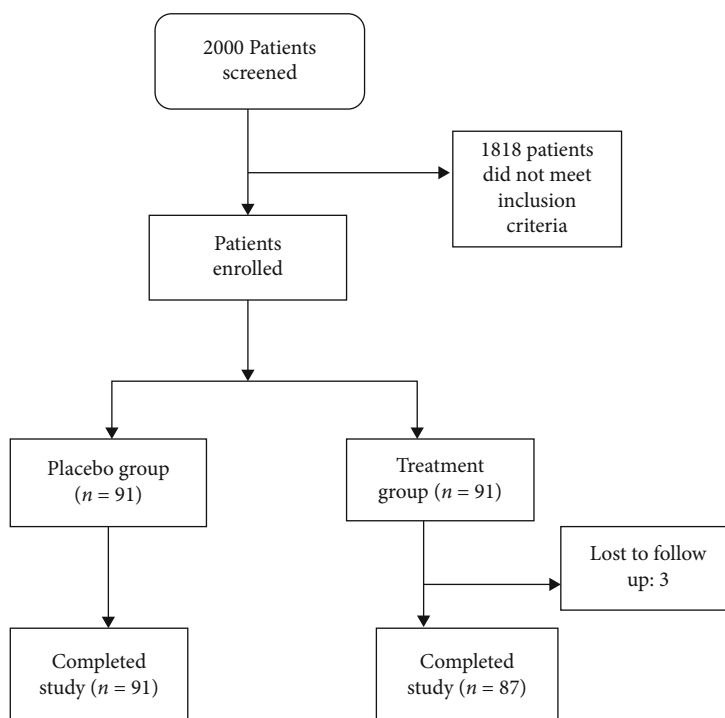 2000 Patients
screened
1818 patients
did not meet
inclusion
criteria
Patients
enrolled
Placebo group
(n = 91)
Treatment
group (n = 91)
Lost to follow
up: 3
Completed
study (n = 91)
Completed
study (n = 87)